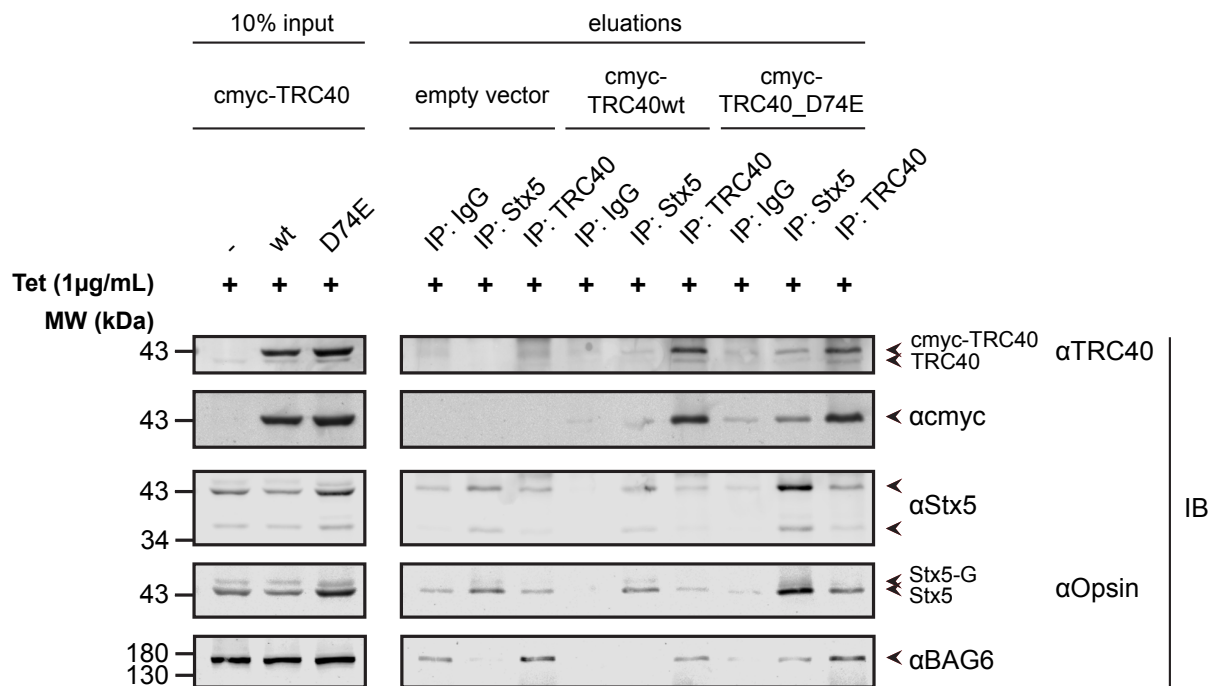 10% input
eluations
cmyc-TRC40
empty vector
cmyc-
TRC40wt
cmyc-
TRC40_D74E
-
wt
D74E
IP: IgG
IP: Stx5
IP: TRC40
IP: IgG
IP: Stx5
IP: TRC40
IP: IgG
IP: Stx5
IP: TRC40
Tet (1µg/mL) + + + + + + + + + + + +
MW (kDa)
43
cmyc-TRC40
TRC40
αTRC40
43
αcmyc
43
34
αStx5
IB
43
Stx5-G
Stx5
αOpsin
180
130
αBAG6